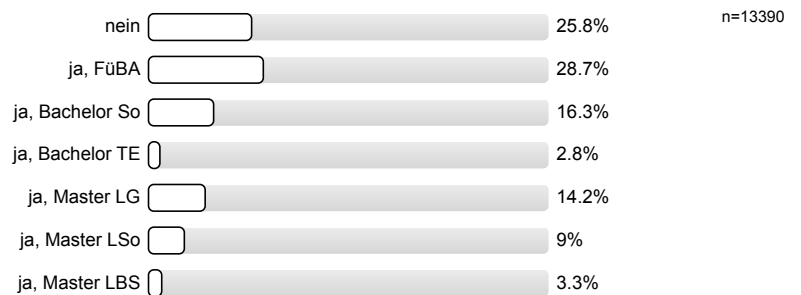 nein 25.8% n=13390
ja, FüBA 28.7%
ja, Bachelor So 16.3%
ja, Bachelor TE 2.8%
ja, Master LG 14.2%
ja, Master LSo 9%
ja, Master LBS 3.3%